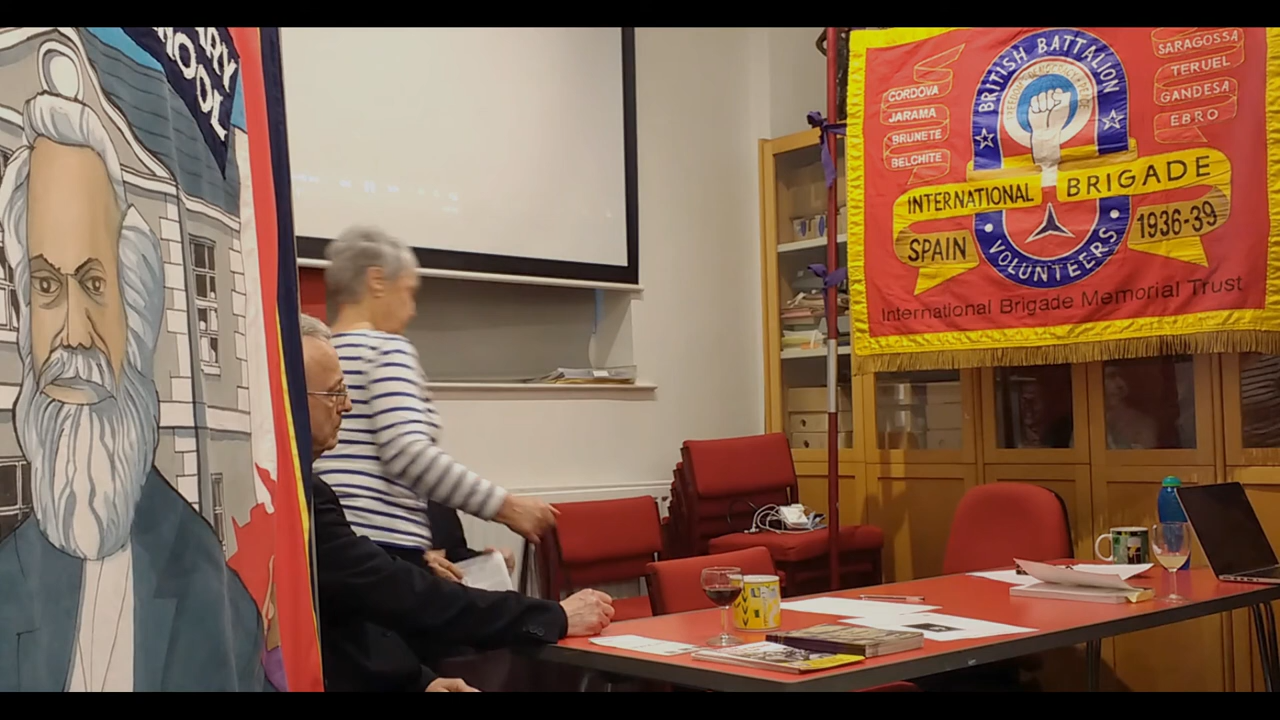 ARY
OOL
CORDOVA
JARAMA
BRUNETE
BELCHITE
BRITISH BATTALION
SARAGOSSA
TERUEL
GANDESA
EBRO
INTERNATIONAL BRIGADE
SPAIN
1936-39
VOLUNTEERS
International Brigade Memorial Trust